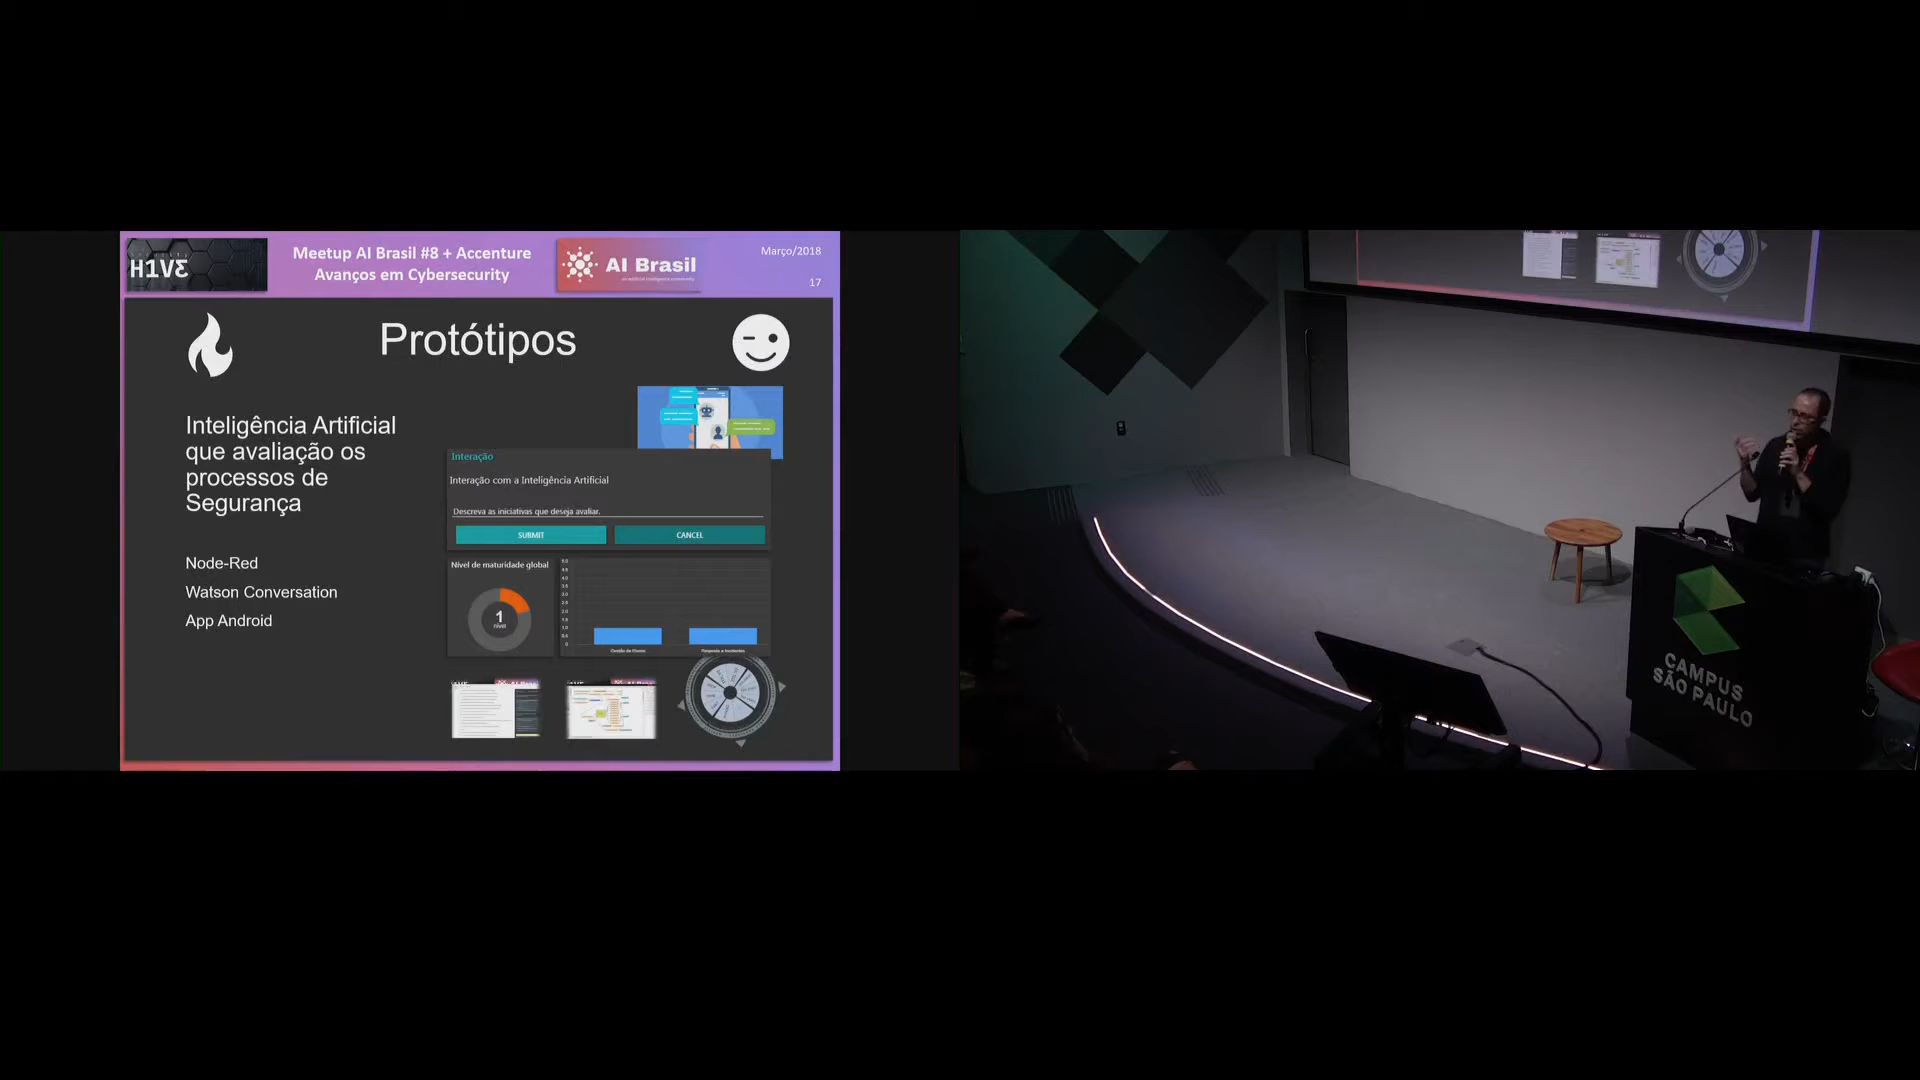 H1V3
Meetup AI Brasil #8 + Accenture
Avanços em Cybersecurity
AI Brasil
Março/2018
17
Protótipos
Inteligência Artificial
que avaliação os
processos de
Segurança
Node-Red
Watson Conversation
App Android
Interação
Interação com a Inteligência Artificial
Descreva as iniciativas que deseja avaliar.
SUBMIT
CANCEL
Nível de maturidade global
1
nível
CAMPUS
SÃO PAULO